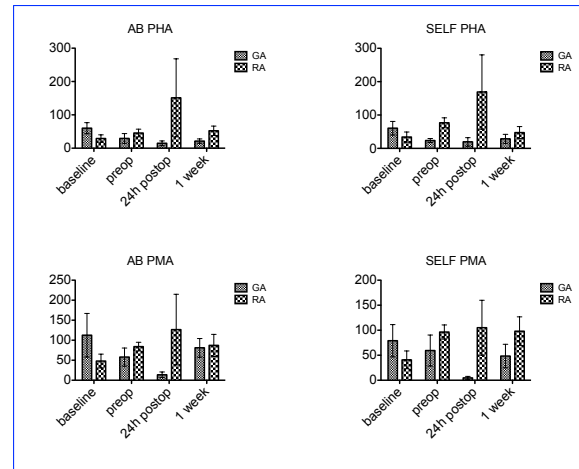 AB PHA
300
200
100
0
baseline
preop
24h postop
1 week
GA
RA
SELF PHA
300
200
100
0
baseline
preop
24h postop
1 week
GA
RA
AB PMA
250
200
150
100
50
0
baseline
preop
24h postop
1 week
GA
RA
SELF PMA
200
150
100
50
0
baseline
preop
24h postop
1 week
GA
RA